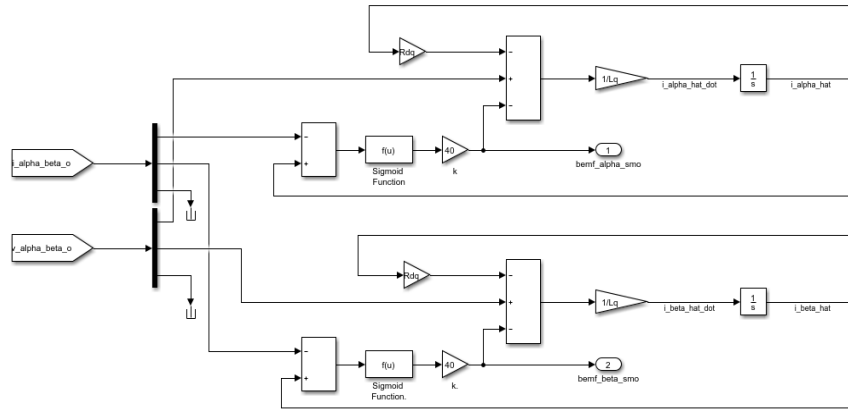 Rdq
−
+
−
1/Lq
i_alpha_hat_dot
1
s
i_alpha_hat
i_alpha_beta_o
−
+
f(u)
Sigmoid
Function
40
k
1
bemf_alpha_smo
v_alpha_beta_o
Rdq
−
+
−
1/Lq
i_beta_hat_dot
1
s
i_beta_hat
−
+
f(u)
Sigmoid
Function.
40
k.
2
bemf_beta_smo